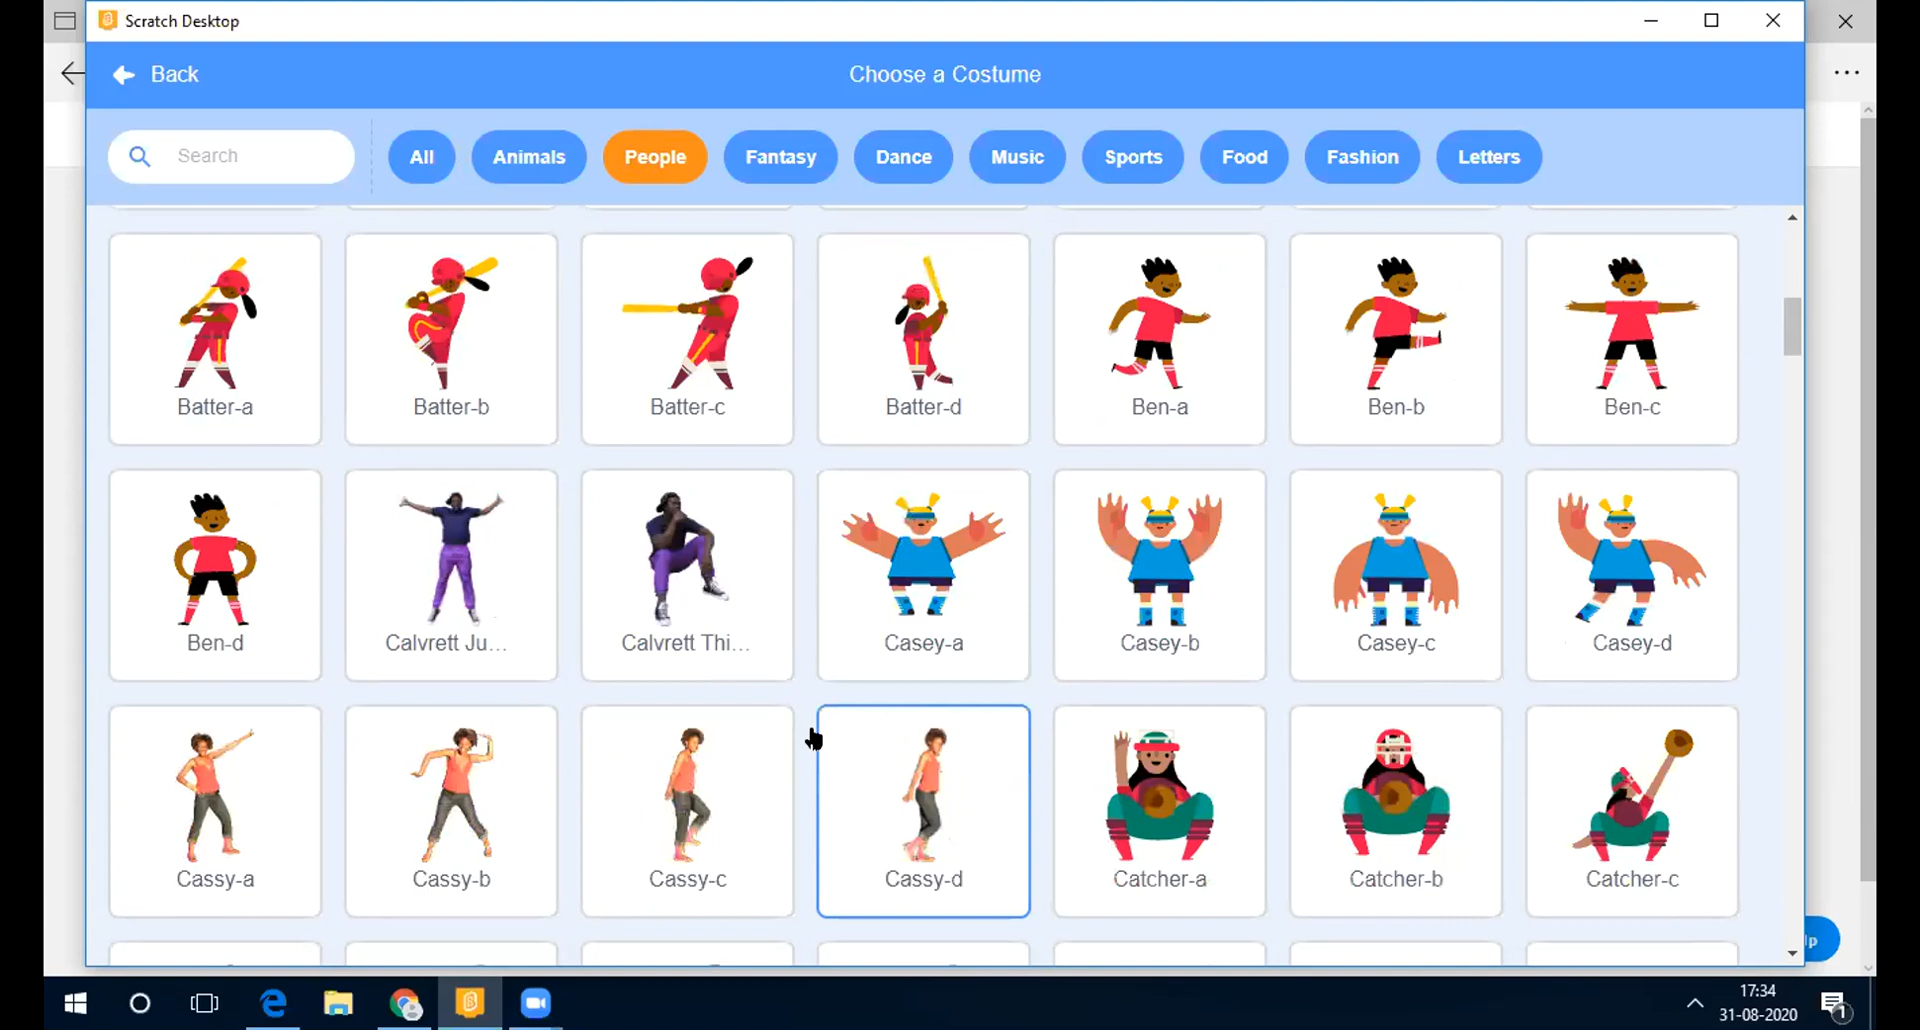 Scratch Desktop
Back
Choose a Costume
Search
All
Animals
People
Fantasy
Dance
Music
Sports
Food
Fashion
Letters
Batter-a
Batter-b
Batter-c
Batter-d
Ben-a
Ben-b
Ben-c
Ben-d
Calvrett Ju...
Calvrett Thi...
Casey-a
Casey-b
Casey-c
Casey-d
Cassy-a
Cassy-b
Cassy-c
Cassy-d
Catcher-a
Catcher-b
Catcher-c
lp
17:34
31-08-2020
1